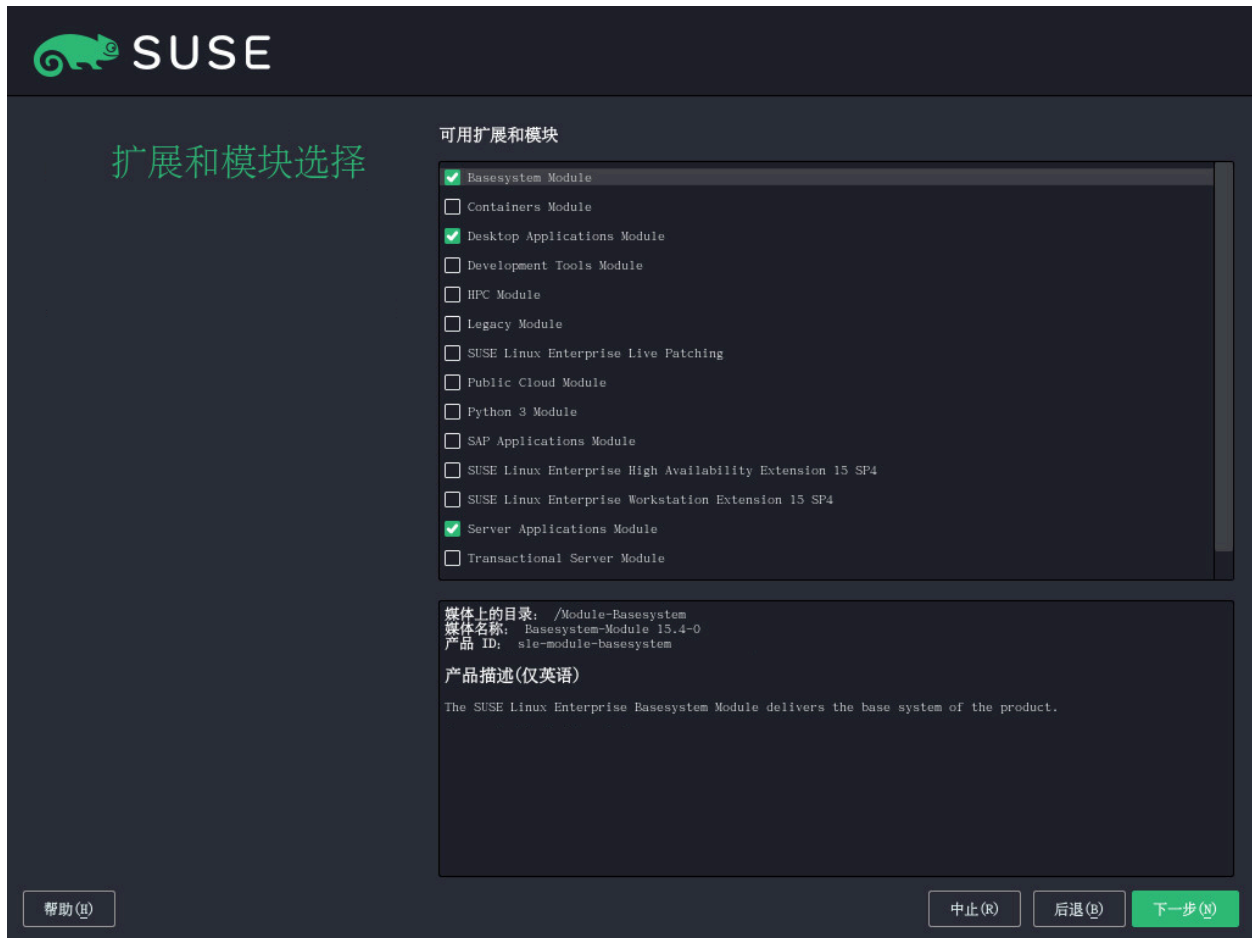 SUSE
扩展和模块选择
可用扩展和模块
Basesystem Module
Containers Module
Desktop Applications Module
Development Tools Module
HPC Module
Legacy Module
SUSE Linux Enterprise Live Patching
Public Cloud Module
Python 3 Module
SAP Applications Module
SUSE Linux Enterprise High Availability Extension 15 SP4
SUSE Linux Enterprise Workstation Extension 15 SP4
Server Applications Module
Transactional Server Module
媒体上的目录： /Module-Basesystem
媒体名称： Basesystem-Module 15.4-0
产品 ID： sle-module-basesystem
产品描述(仅英语)
The SUSE Linux Enterprise Basesystem Module delivers the base system of the product.
帮助(H)
中止(R)
后退(B)
下一步(N)